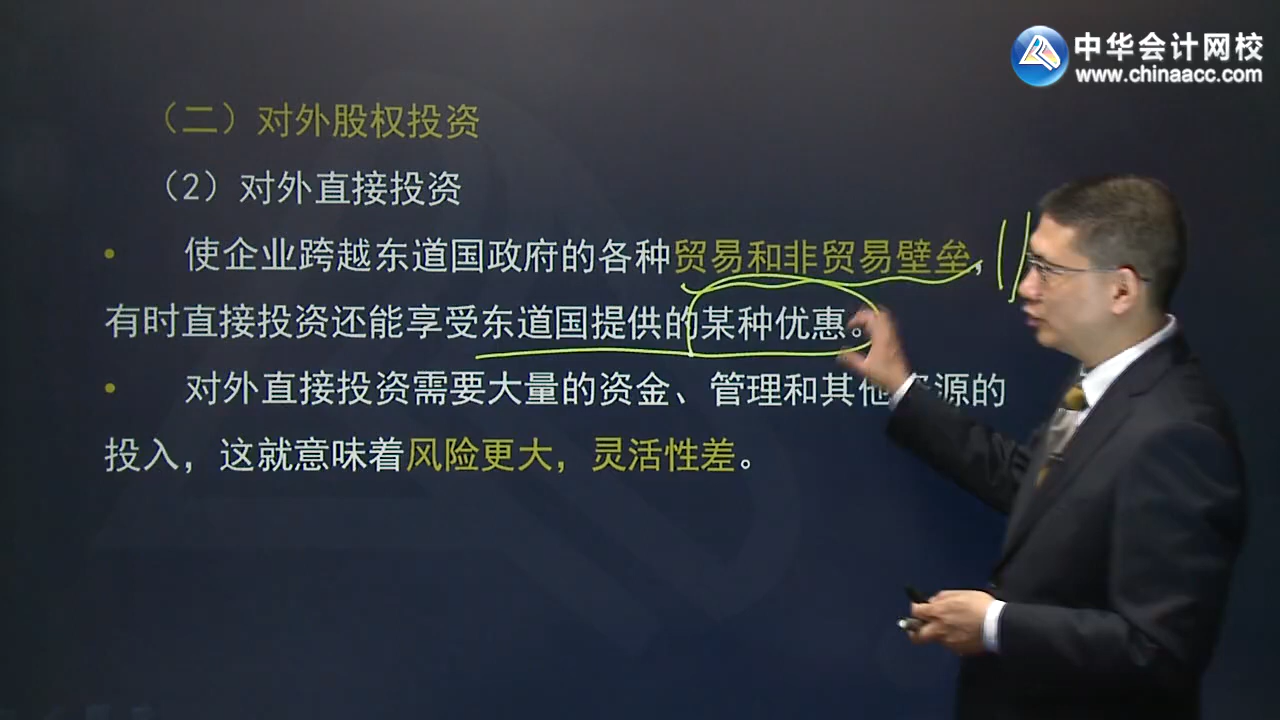 中华会计网校
www.chinaacc.com
（二）对外股权投资
（2）对外直接投资
• 使企业跨越东道国政府的各种贸易和非贸易壁垒，
有时直接投资还能享受东道国提供的某种优惠。
• 对外直接投资需要大量的资金、管理和其他资源的
投入，这就意味着风险更大，灵活性差。